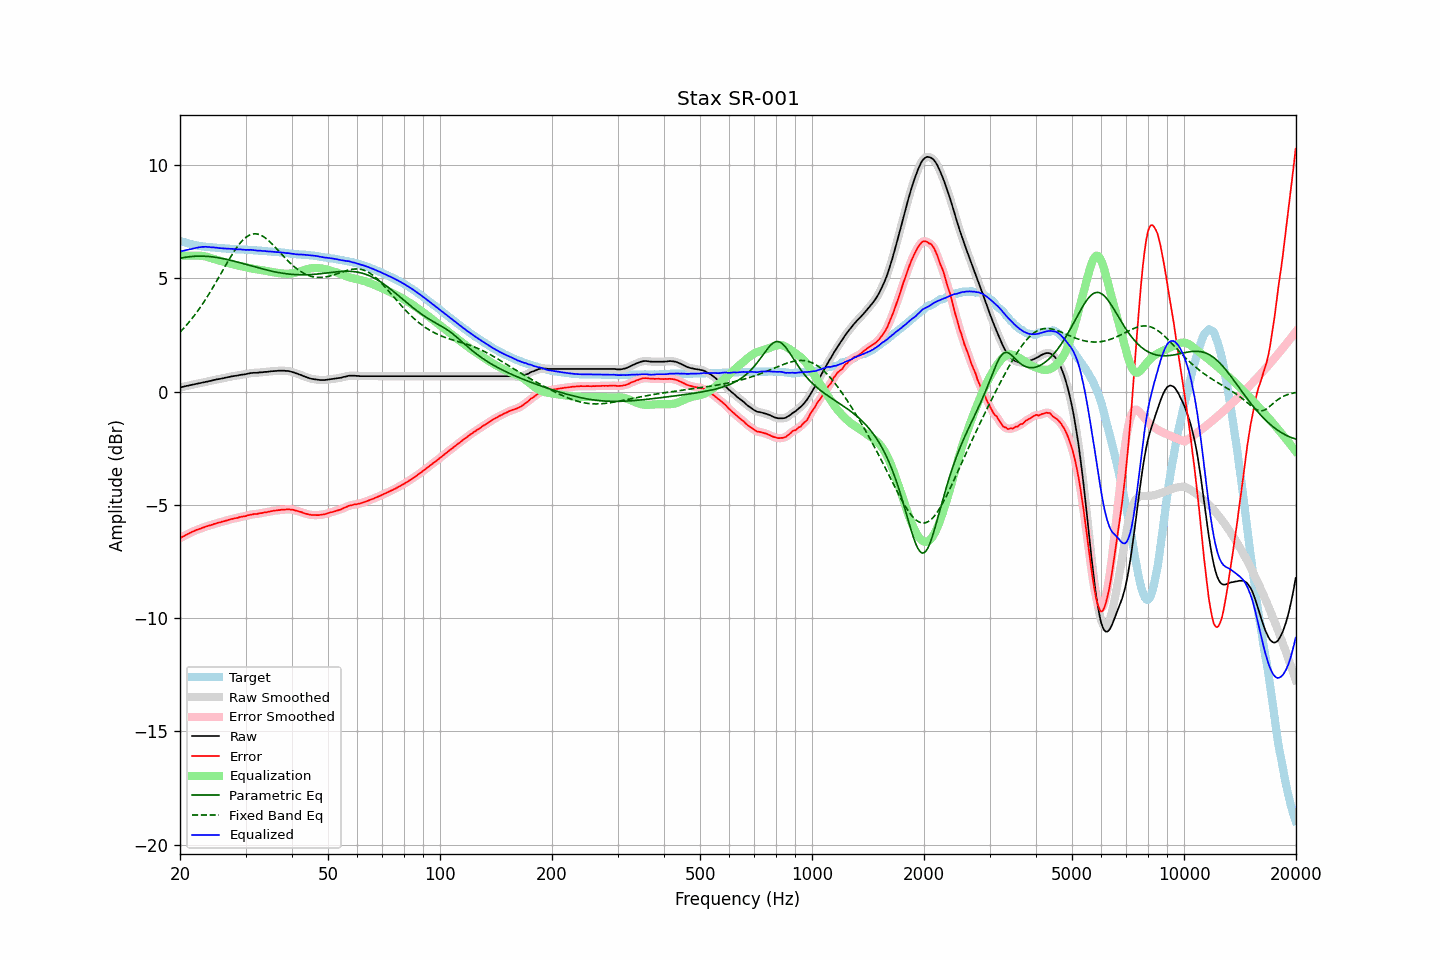 Stax SR-001
Amplitude (dBr)
10
5
0
−5
−10
−15
−20
Target
Raw Smoothed
Error Smoothed
Raw
Error
Equalization
Parametric Eq
Fixed Band Eq
Equalized
20 50 100 200 500 1000 2000 5000 10000 20000
Frequency (Hz)